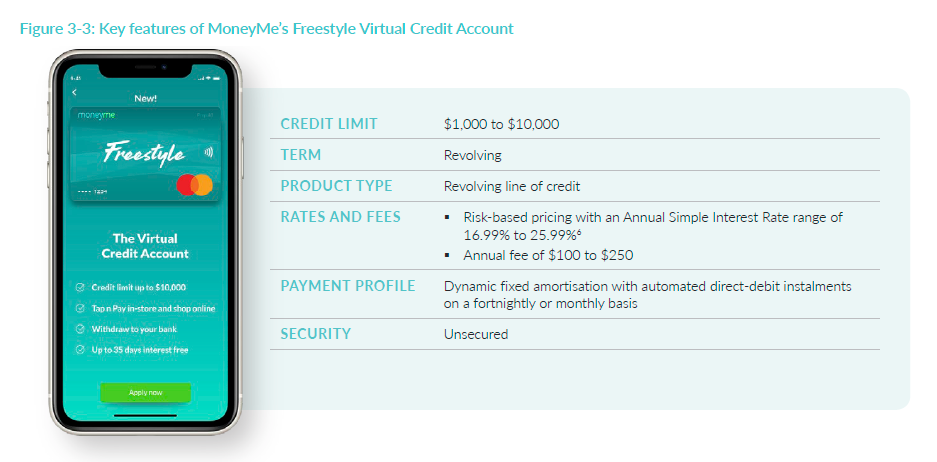 Figure 3-3: Key features of MoneyMe's Freestyle Virtual Credit Account
New!
moneyme
Freestyle
The Virtual
Credit Account
Credit limit up to $10,000
Tap n Pay in-store and shop online
Withdraw to your bank
Up to 35 days interest free
Apply now
CREDIT LIMIT $1,000 to $10,000
TERM Revolving
PRODUCT TYPE Revolving line of credit
RATES AND FEES ▪ Risk-based pricing with an Annual Simple Interest Rate range of
16.99% to 25.99%⁶
▪ Annual fee of $100 to $250
PAYMENT PROFILE Dynamic fixed amortisation with automated direct-debit instalments
on a fortnightly or monthly basis
SECURITY Unsecured